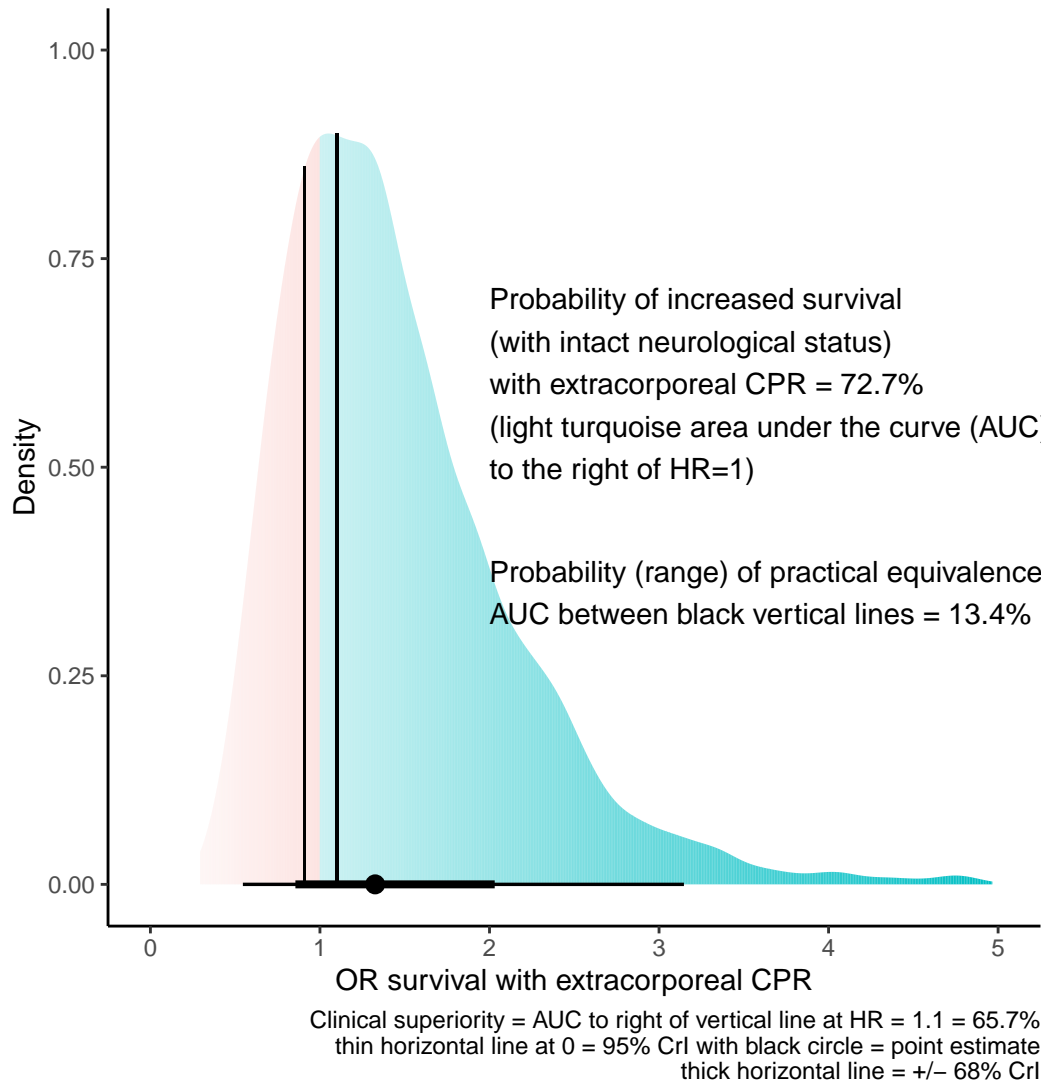 1.00
0.75
0.50
0.25
0.00
Density
Probability of increased survival
(with intact neurological status)
with extracorporeal CPR = 72.7%
(light turquoise area under the curve (AUC)
to the right of HR=1)
Probability (range) of practical equivalence
AUC between black vertical lines = 13.4%
0 1 2 3 4 5
OR survival with extracorporeal CPR
Clinical superiority = AUC to right of vertical line at HR = 1.1 = 65.7%
thin horizontal line at 0 = 95% CrI with black circle = point estimate
thick horizontal line = +/− 68% CrI